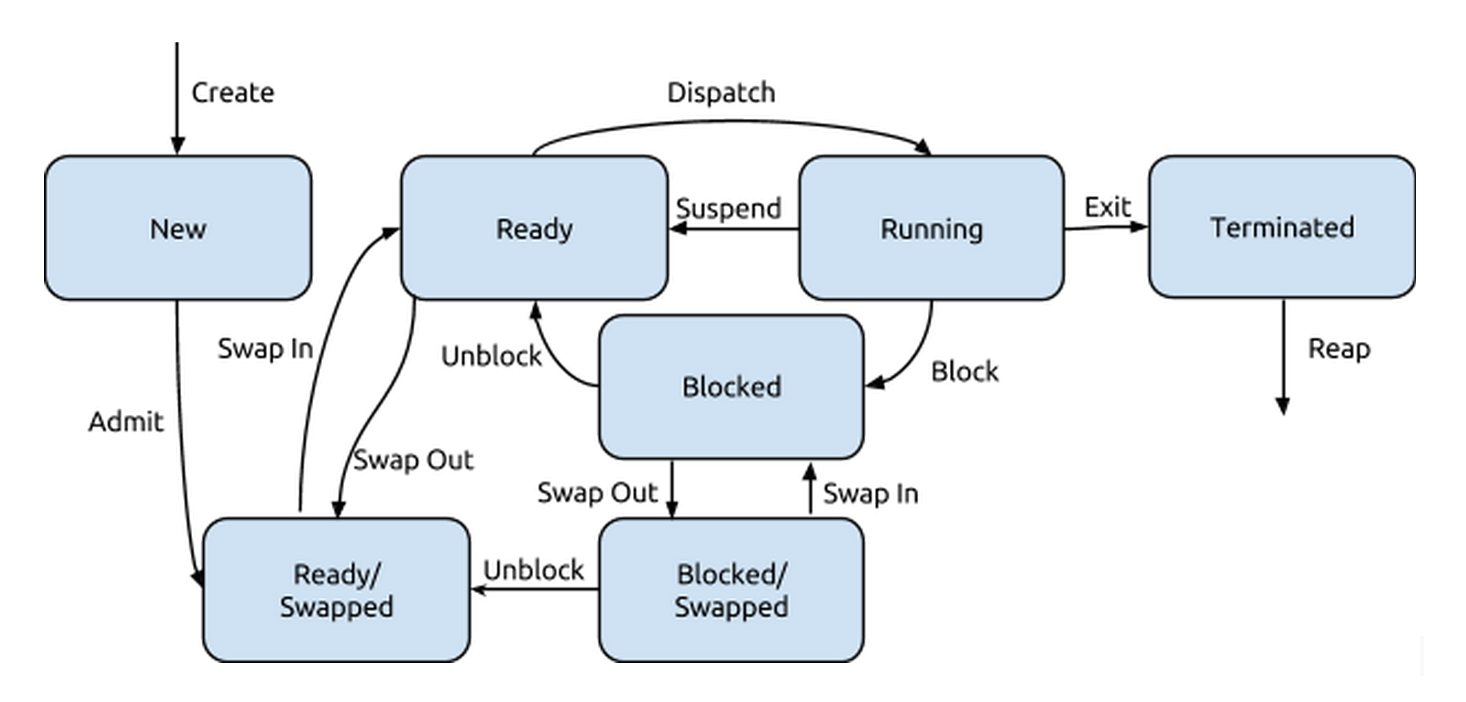 Create
Dispatch
New
Ready
Suspend
Running
Exit
Terminated
Swap In
Unblock
Blocked
Block
Reap
Admit
Swap Out
Swap Out
Swap In
Ready/
Swapped
Unblock
Blocked/
Swapped